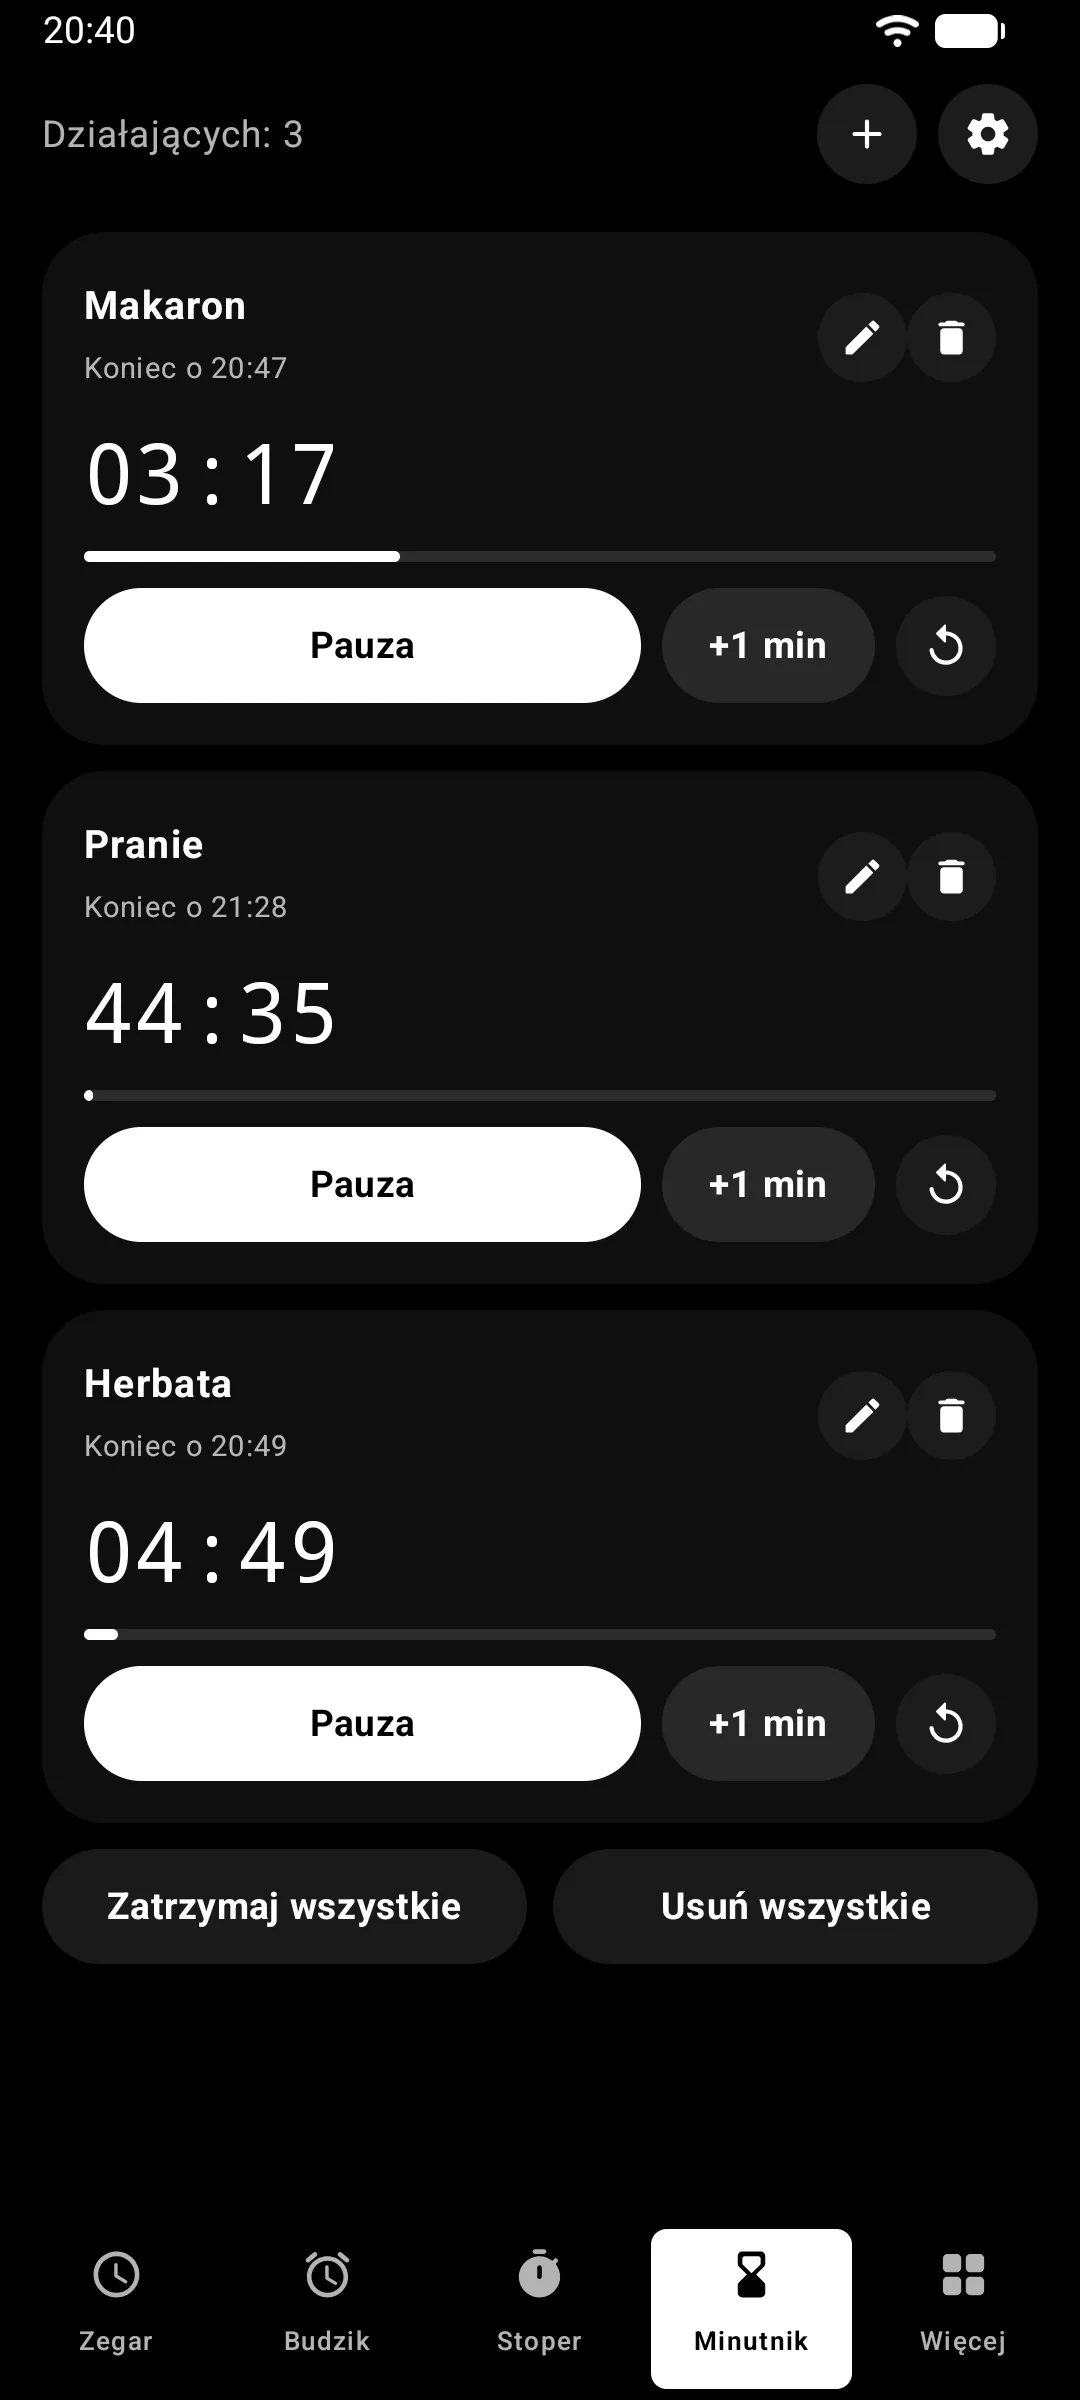 20:40
Działających: 3
Makaron
Koniec o 20:47
03:17
Pauza
+1 min
Pranie
Koniec o 21:28
44:35
Pauza
+1 min
Herbata
Koniec o 20:49
04:49
Pauza
+1 min
Zatrzymaj wszystkie
Usuń wszystkie
Zegar
Budzik
Stoper
Minutnik
Więcej